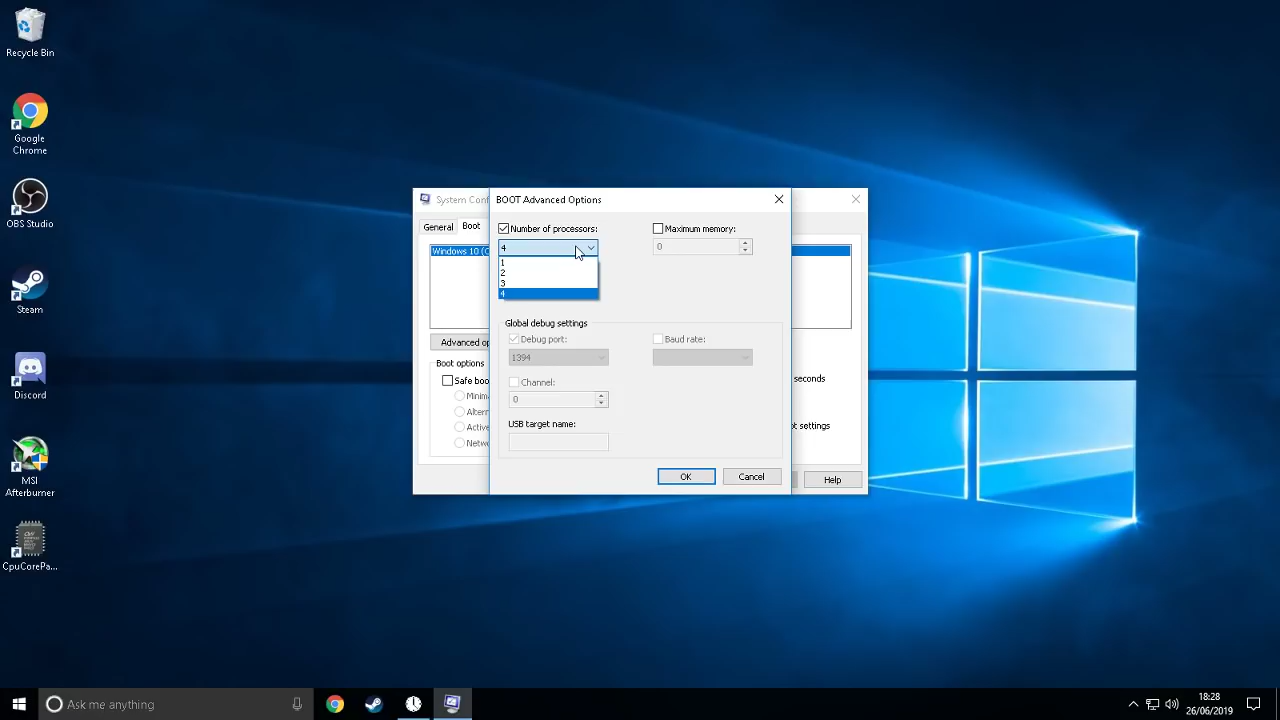 Recycle Bin
Google
Chrome
OBS Studio
Steam
Discord
MSI
Afterburner
CpuCorePa...
System Conf
General
Boot
Windows 10 (C
Advanced op
Boot options
Safe boo
Minima
Altern
Active
Netwo
seconds
ot settings
Help
BOOT Advanced Options
Number of processors:
4
1
2
3
4
Maximum memory:
0
Global debug settings
Debug port:
1394
Baud rate:
Channel:
0
USB target name:
OK
Cancel
Ask me anything
18:28
26/06/2019